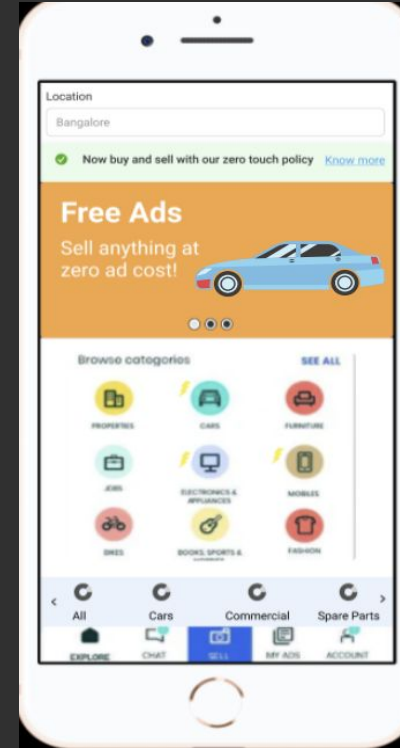 Location
Bangalore
Now buy and sell with our zero touch policy Know more
Free Ads
Sell anything at
zero ad cost!
Browse categories SEE ALL
PROPERTIES CARS FURNITURE
JOBS ELECTRONICS & APPLIANCES MOBILES
BIKES BOOKS, SPORTS & FASHION
All Cars Commercial Spare Parts
EXPLORE CHAT SELL MY ADS ACCOUNT